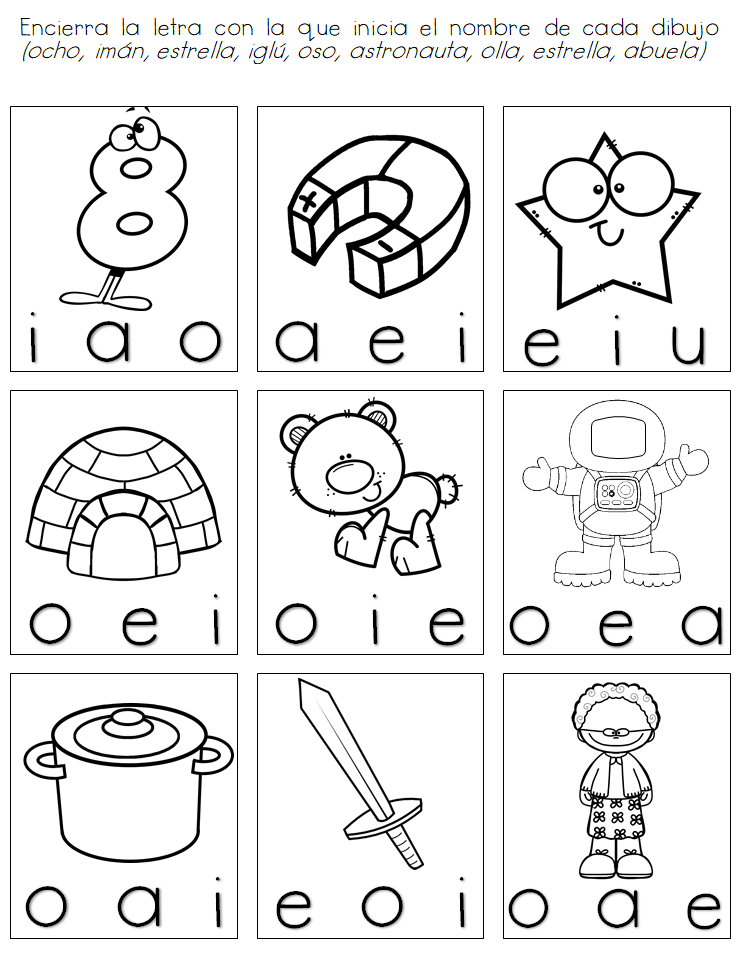 Encierra la letra con la que inicia el nombre de cada dibujo
(ocho, imán, estrella, iglú, oso, astronauta, olla, estrella, abuela)
8
+
-
i a o
a e i
e i u
o e i
o i e
o e a
o a i
e o i
o a e